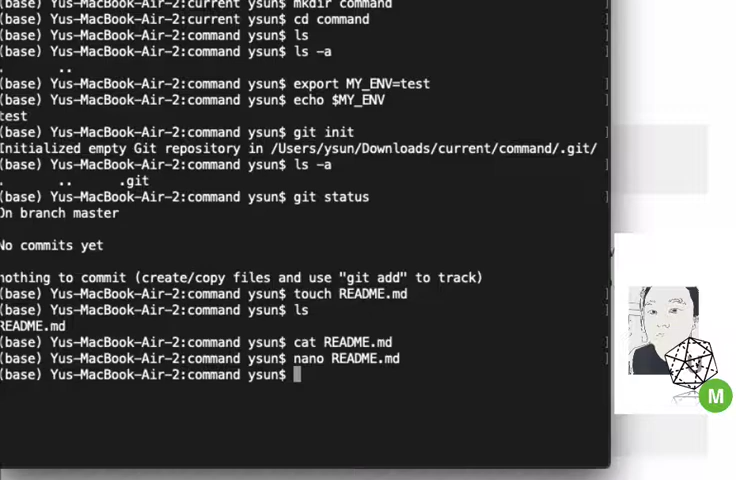 (base) Yus-MacBook-Air-2:current ysun$ mkdir command
(base) Yus-MacBook-Air-2:current ysun$ cd command
(base) Yus-MacBook-Air-2:command ysun$ ls
(base) Yus-MacBook-Air-2:command ysun$ ls -a
. ..
(base) Yus-MacBook-Air-2:command ysun$ export MY_ENV=test
(base) Yus-MacBook-Air-2:command ysun$ echo $MY_ENV
test
(base) Yus-MacBook-Air-2:command ysun$ git init
Initialized empty Git repository in /Users/ysun/Downloads/current/command/.git/
(base) Yus-MacBook-Air-2:command ysun$ ls -a
. .. .git
(base) Yus-MacBook-Air-2:command ysun$ git status
On branch master
No commits yet
nothing to commit (create/copy files and use "git add" to track)
(base) Yus-MacBook-Air-2:command ysun$ touch README.md
(base) Yus-MacBook-Air-2:command ysun$ ls
README.md
(base) Yus-MacBook-Air-2:command ysun$ cat README.md
(base) Yus-MacBook-Air-2:command ysun$ nano README.md
(base) Yus-MacBook-Air-2:command ysun$
M